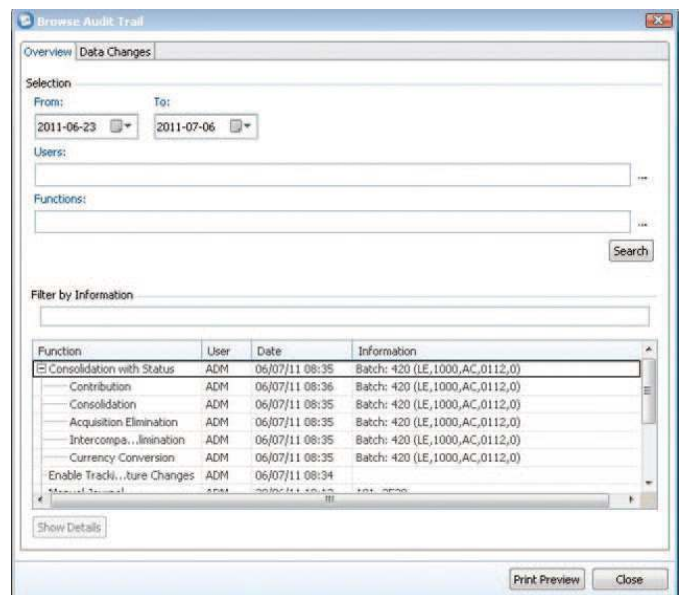 Browse Audit Trail
Overview Data Changes
Selection
From: To:
2011-06-23 2011-07-06
Users:
...
Functions:
...
Search
Filter by Information
Function User Date Information
Consolidation with Status ADM 06/07/11 08:35 Batch: 420 (LE,1000,AC,0112,0)
Contribution ADM 06/07/11 08:36 Batch: 420 (LE,1000,AC,0112,0)
Consolidation ADM 06/07/11 08:35 Batch: 420 (LE,1000,AC,0112,0)
Acquisition Elimination ADM 06/07/11 08:35 Batch: 420 (LE,1000,AC,0112,0)
Intercompa...limination ADM 06/07/11 08:35 Batch: 420 (LE,1000,AC,0112,0)
Currency Conversion ADM 06/07/11 08:35 Batch: 420 (LE,1000,AC,0112,0)
Enable Tracki...ture Changes ADM 06/07/11 08:34
Manual Journal ADM
Show Details
Print Preview Close